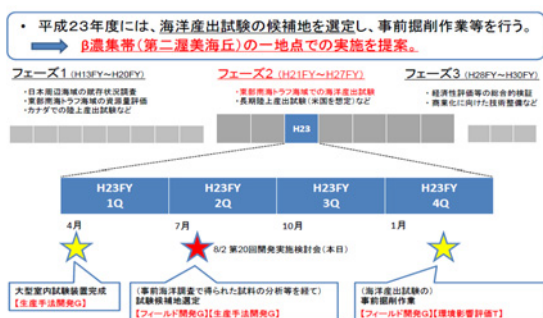 ・ 平成23年度には、海洋産出試験の候補地を選定し、事前掘削作業等を行う。
β濃集帯(第二渥美海丘)の一地点での実施を提案。
フェーズ1 (H13FY～H20FY)
・日本周辺海域の賦存状況調査
・東部南海トラフ海域の資源量評価
・カナダでの陸上産出試験など
フェーズ2 (H21FY～H27FY)
・東部南海トラフ海域での海洋産出試験
・長期陸上産出試験(米国を想定)など
フェーズ3 (H28FY～H30FY)
・経済性評価等の総合的検証
・商業化に向けた技術整備など
H23
H23FY
1Q
H23FY
2Q
H23FY
3Q
H23FY
4Q
4月
7月
10月
1月
8/2 第20回開発実施検討会(本日)
大型室内試験装置完成
【生産手法開発G】
(事前海洋調査で得られた試料の分析等を経て)
試験候補地選定
【フィールド開発G】【生産手法開発G】
(海洋産出試験の)
事前掘削作業
【フィールド開発G】【環境影響評価T】